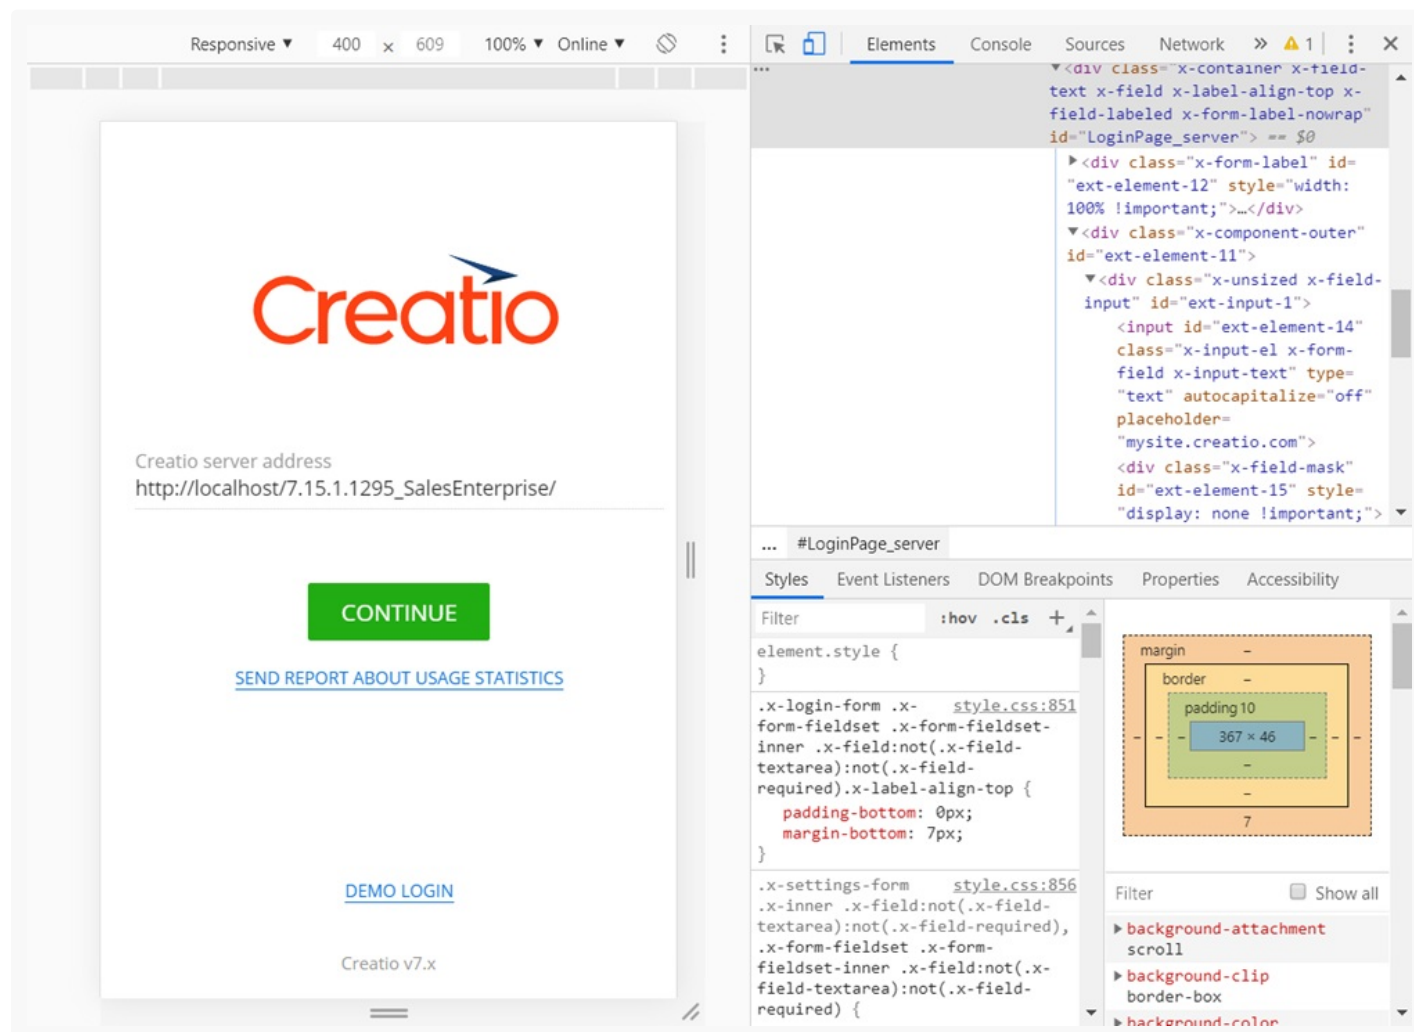 Responsive ▼ 400 x 609 100% ▼ Online ▼
Elements Console Sources Network » 1
Creatio
Creatio server address
http://localhost/7.15.1.1295_SalesEnterprise/
CONTINUE
SEND REPORT ABOUT USAGE STATISTICS
DEMO LOGIN
Creatio v7.x
...
▼<div class="x-container x-field-
text x-field x-label-align-top x-
field-labeled x-form-label-nowrap"
id="LoginPage_server"> == $0
▶<div class="x-form-label" id=
"ext-element-12" style="width:
100% !important;">…</div>
▼<div class="x-component-outer"
id="ext-element-11">
▼<div class="x-unsized x-field-
input" id="ext-input-1">
<input id="ext-element-14"
class="x-input-el x-form-
field x-input-text" type=
"text" autocapitalize="off"
placeholder=
"mysite.creatio.com">
<div class="x-field-mask"
id="ext-element-15" style=
"display: none !important;">
... #LoginPage_server
Styles Event Listeners DOM Breakpoints Properties Accessibility
Filter :hov .cls +
element.style {
}
.x-login-form .x- style.css:851
form-fieldset .x-form-fieldset-
inner .x-field:not(.x-field-
textarea):not(.x-field-
required).x-label-align-top {
padding-bottom: 0px;
margin-bottom: 7px;
}
.x-settings-form style.css:856
.x-inner .x-field:not(.x-field-
textarea):not(.x-field-required),
.x-form-fieldset .x-form-
fieldset-inner .x-field:not(.x-
field-textarea):not(.x-field-
required) {
margin –
border –
padding 10
– – – 367 × 46 – – –
–
–
7
Filter Show all
▶background-attachment
scroll
▶background-clip
border-box
▶background-color